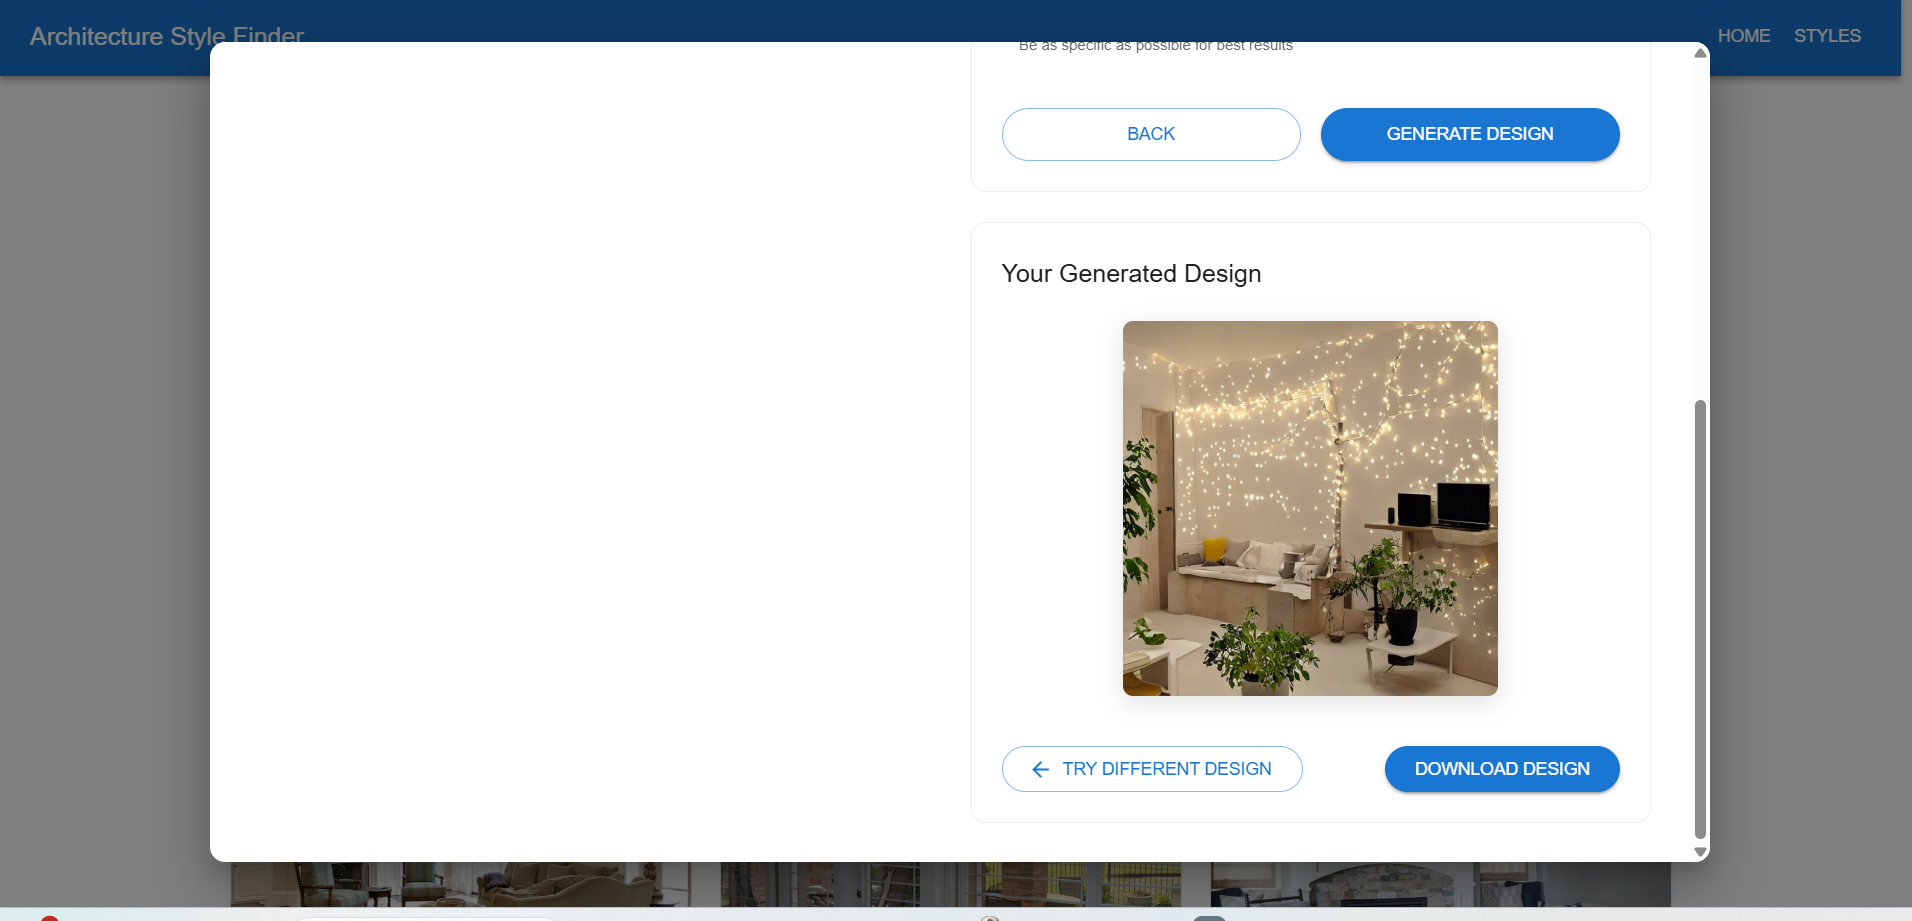 Architecture Style Finder
HOME
STYLES
Be as specific as possible for best results
BACK
GENERATE DESIGN
Your Generated Design
TRY DIFFERENT DESIGN
DOWNLOAD DESIGN